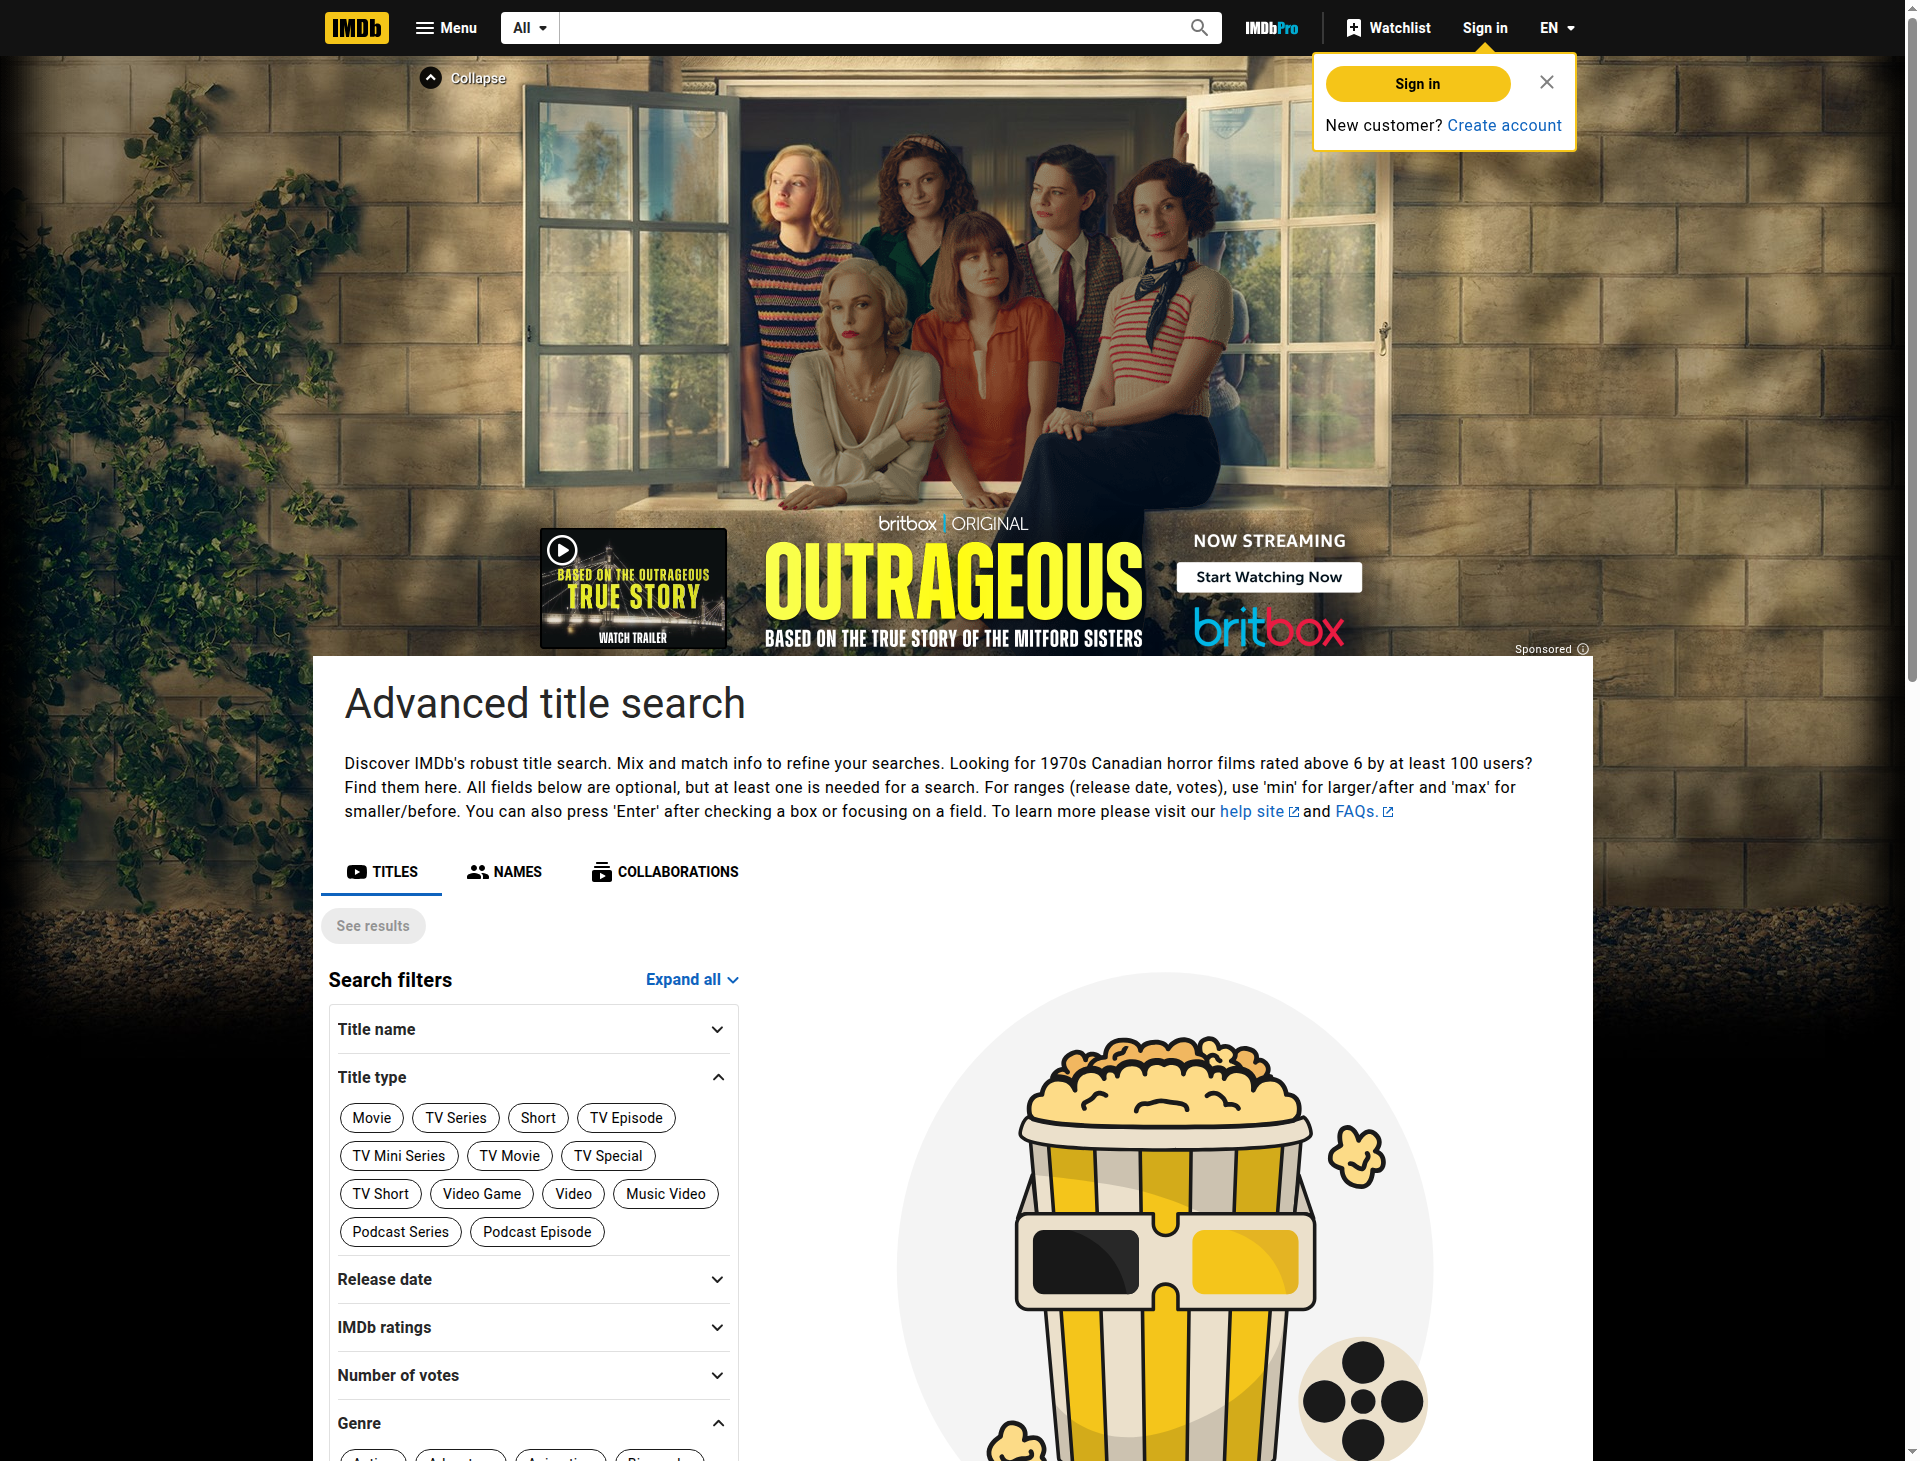 IMDb Menu All IMDbPro Watchlist Sign in EN
Collapse
Sign in
New customer? Create account
britbox | ORIGINAL
OUTRAGEOUS
BASED ON THE TRUE STORY OF THE MITFORD SISTERS
BASED ON THE OUTRAGEOUS
TRUE STORY
WATCH TRAILER
NOW STREAMING
Start Watching Now
britbox
Sponsored
Advanced title search
Discover IMDb's robust title search. Mix and match info to refine your searches. Looking for 1970s Canadian horror films rated above 6 by at least 100 users?
Find them here. All fields below are optional, but at least one is needed for a search. For ranges (release date, votes), use 'min' for larger/after and 'max' for
smaller/before. You can also press 'Enter' after checking a box or focusing on a field. To learn more please visit our help site and FAQs.
TITLES NAMES COLLABORATIONS
See results
Search filters Expand all
Title name
Title type
Movie TV Series Short TV Episode
TV Mini Series TV Movie TV Special
TV Short Video Game Video Music Video
Podcast Series Podcast Episode
Release date
IMDb ratings
Number of votes
Genre